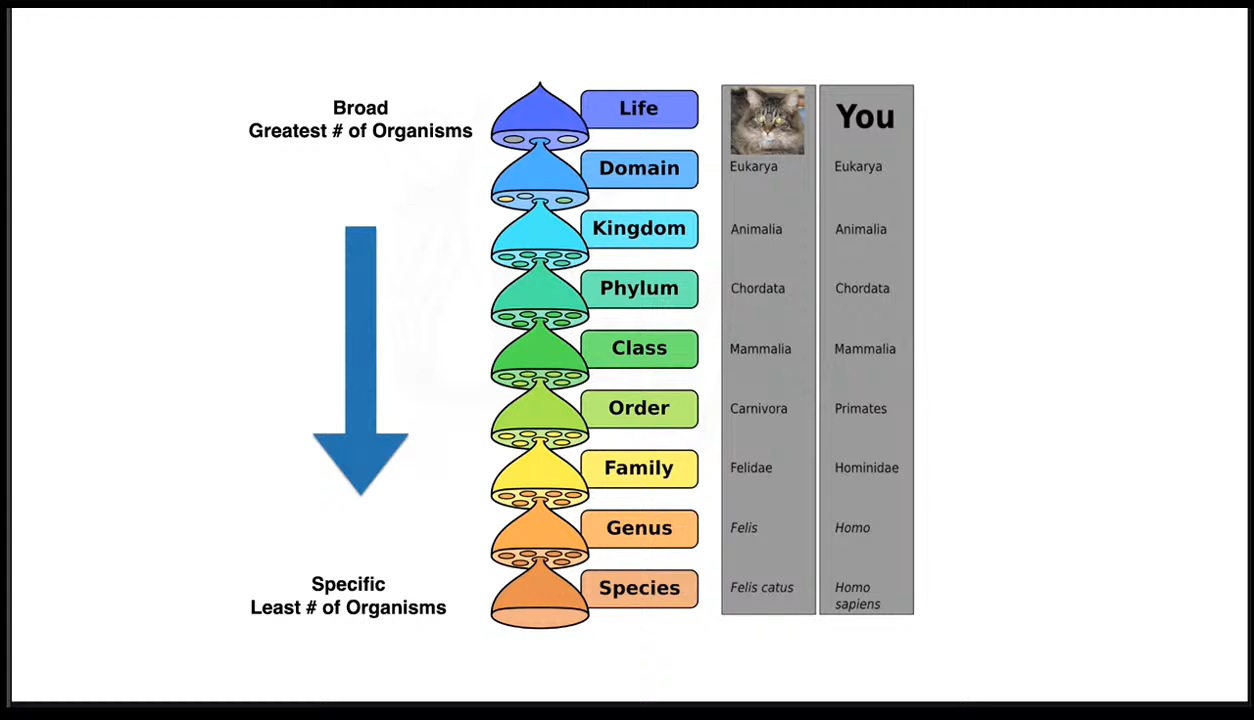 Broad
Greatest # of Organisms
Specific
Least # of Organisms
Life
Domain
Kingdom
Phylum
Class
Order
Family
Genus
Species
Eukarya
Animalia
Chordata
Mammalia
Carnivora
Felidae
Felis
Felis catus
You
Eukarya
Animalia
Chordata
Mammalia
Primates
Hominidae
Homo
Homo
sapiens